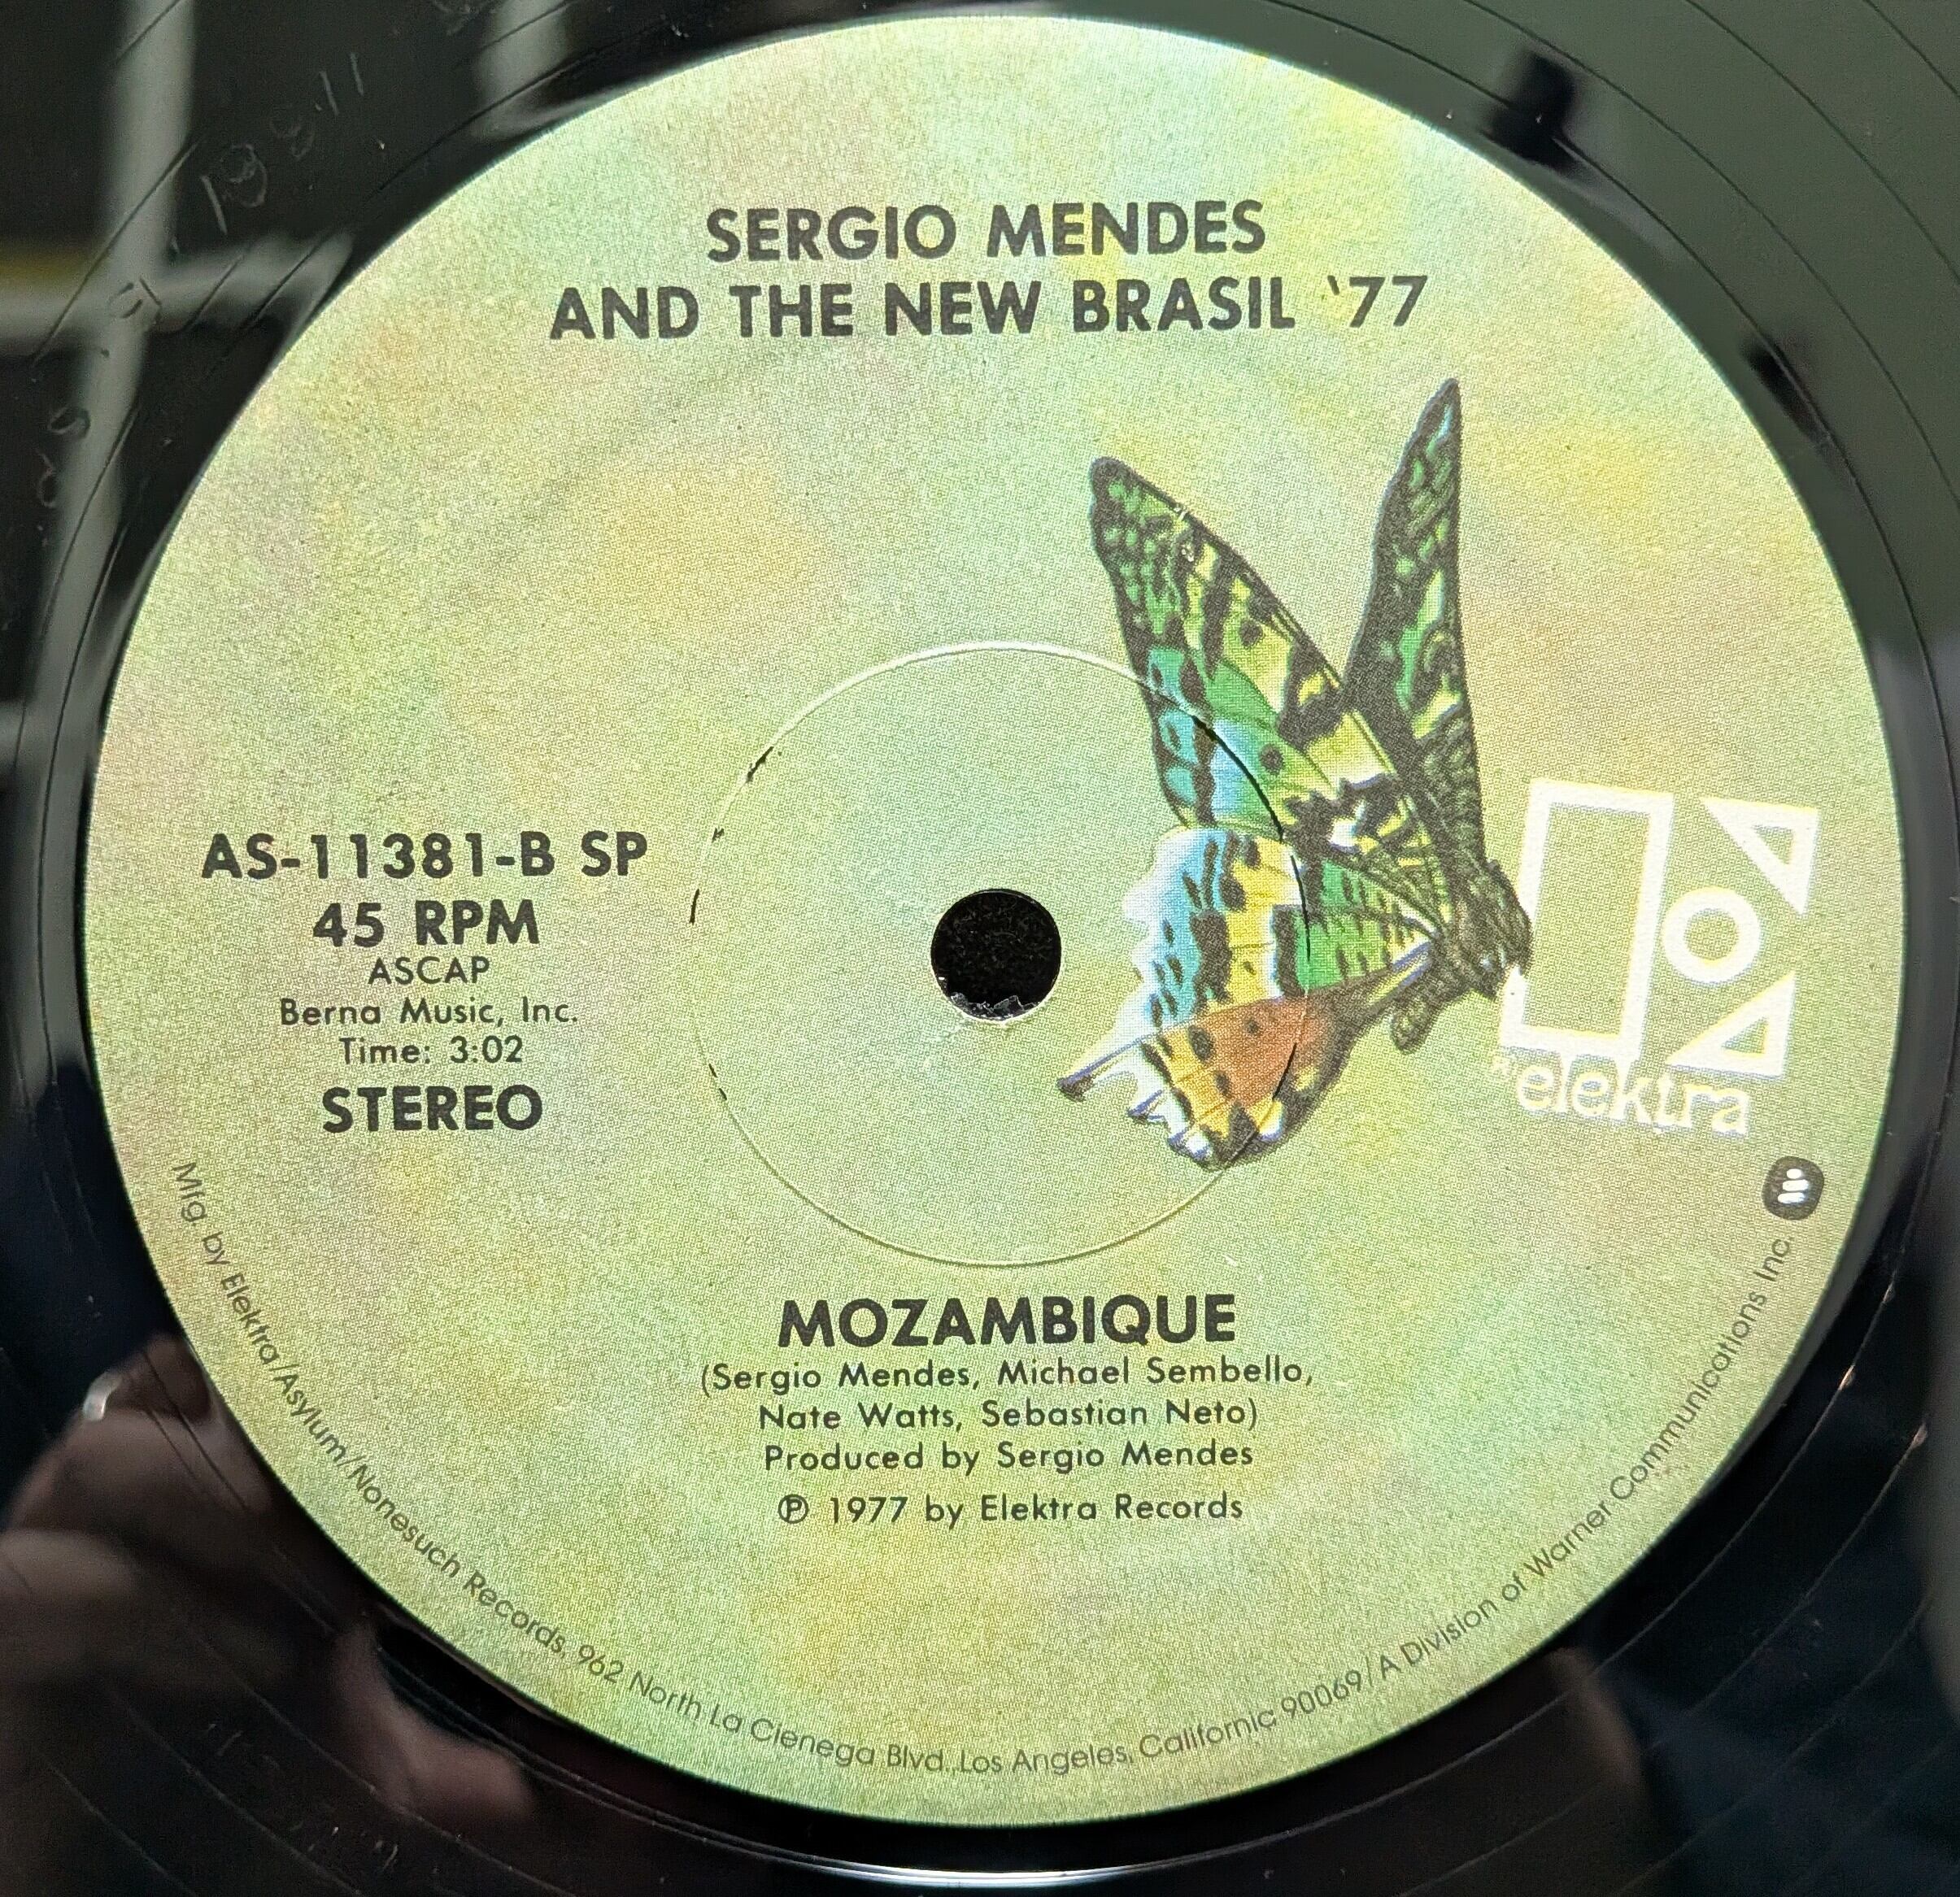 SERGIO MENDES
AND THE NEW BRASIL '77
AS-11381-B SP
45 RPM
ASCAP
Berna Music, Inc.
Time: 3:02
STEREO
elektra
MOZAMBIQUE
(Sergio Mendes, Michael Sembello,
Nate Watts, Sebastian Neto)
Produced by Sergio Mendes
℗ 1977 by Elektra Records
Mfg. by Elektra/Asylum/Nonesuch Records, 962 North La Cienega Blvd., Los Angeles, California 90069/A Division of Warner Communications Inc.